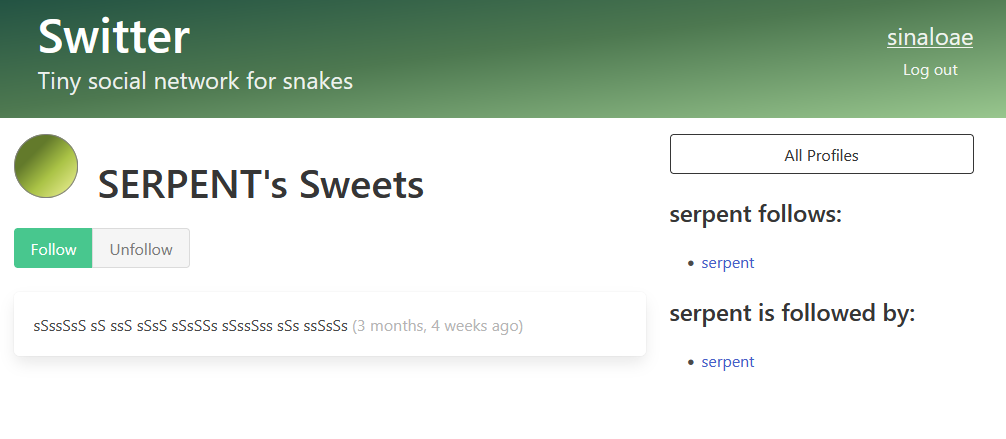 Switter
Tiny social network for snakes
sinaloae
Log out
SERPENT's Sweets
Follow
Unfollow
sSssSsS sS ssS sSsS sSsSSs sSssSss sSs ssSsSs (3 months, 4 weeks ago)
All Profiles
serpent follows:
• serpent
serpent is followed by:
• serpent